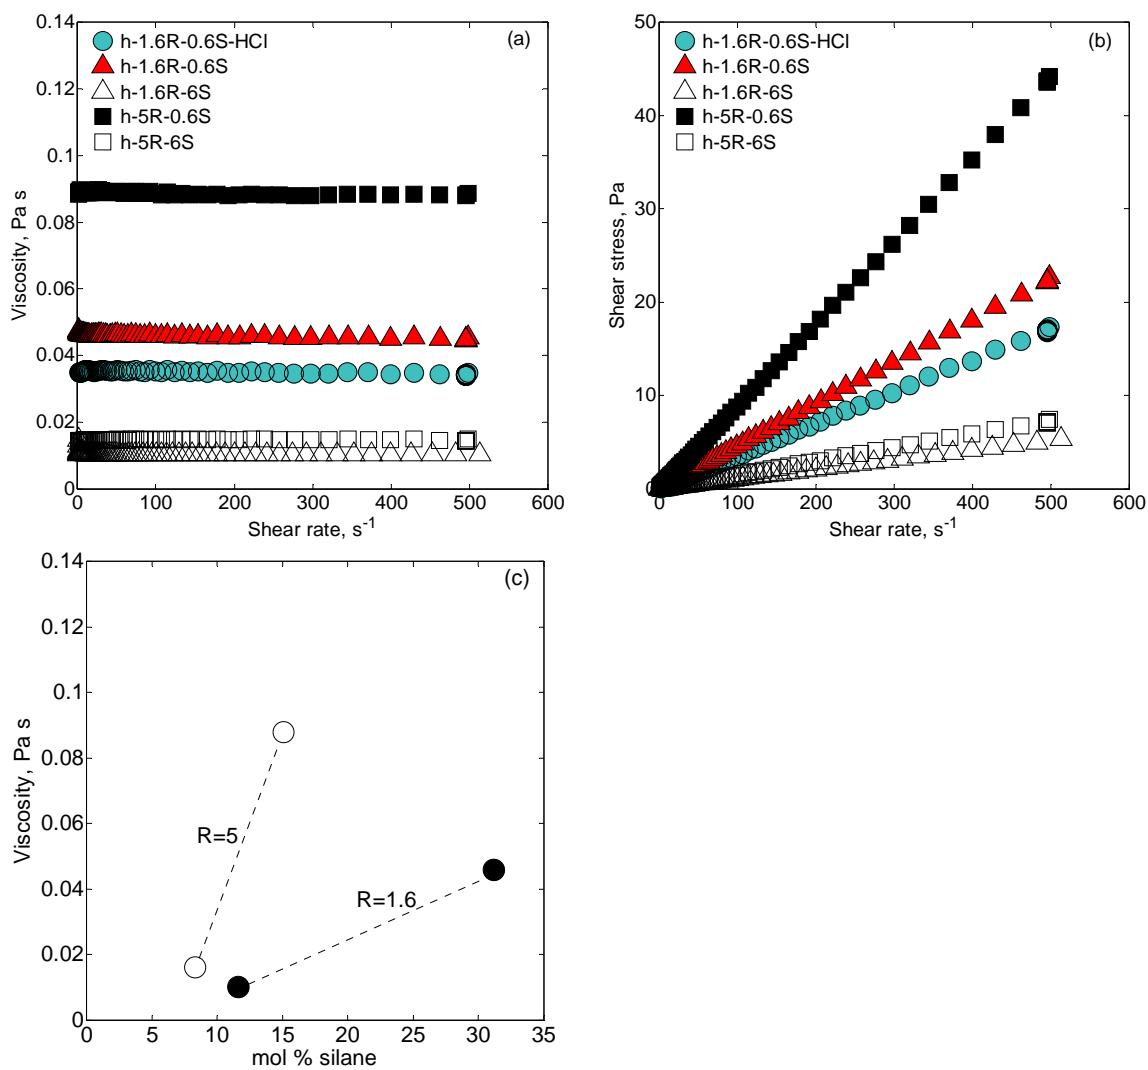 0.14
0.12
0.1
0.08
0.06
0.04
0.02
0
Viscosity, Pa s
(a)
h-1.6R-0.6S-HCl
h-1.6R-0.6S
h-1.6R-6S
h-5R-0.6S
h-5R-6S
0 100 200 300 400 500 600
Shear rate, s⁻¹
50
40
30
20
10
0
Shear stress, Pa
(b)
h-1.6R-0.6S-HCl
h-1.6R-0.6S
h-1.6R-6S
h-5R-0.6S
h-5R-6S
0 100 200 300 400 500 600
Shear rate, s⁻¹
0.14
0.12
0.1
0.08
0.06
0.04
0.02
0
Viscosity, Pa s
(c)
R=5
R=1.6
0 5 10 15 20 25 30 35
mol % silane